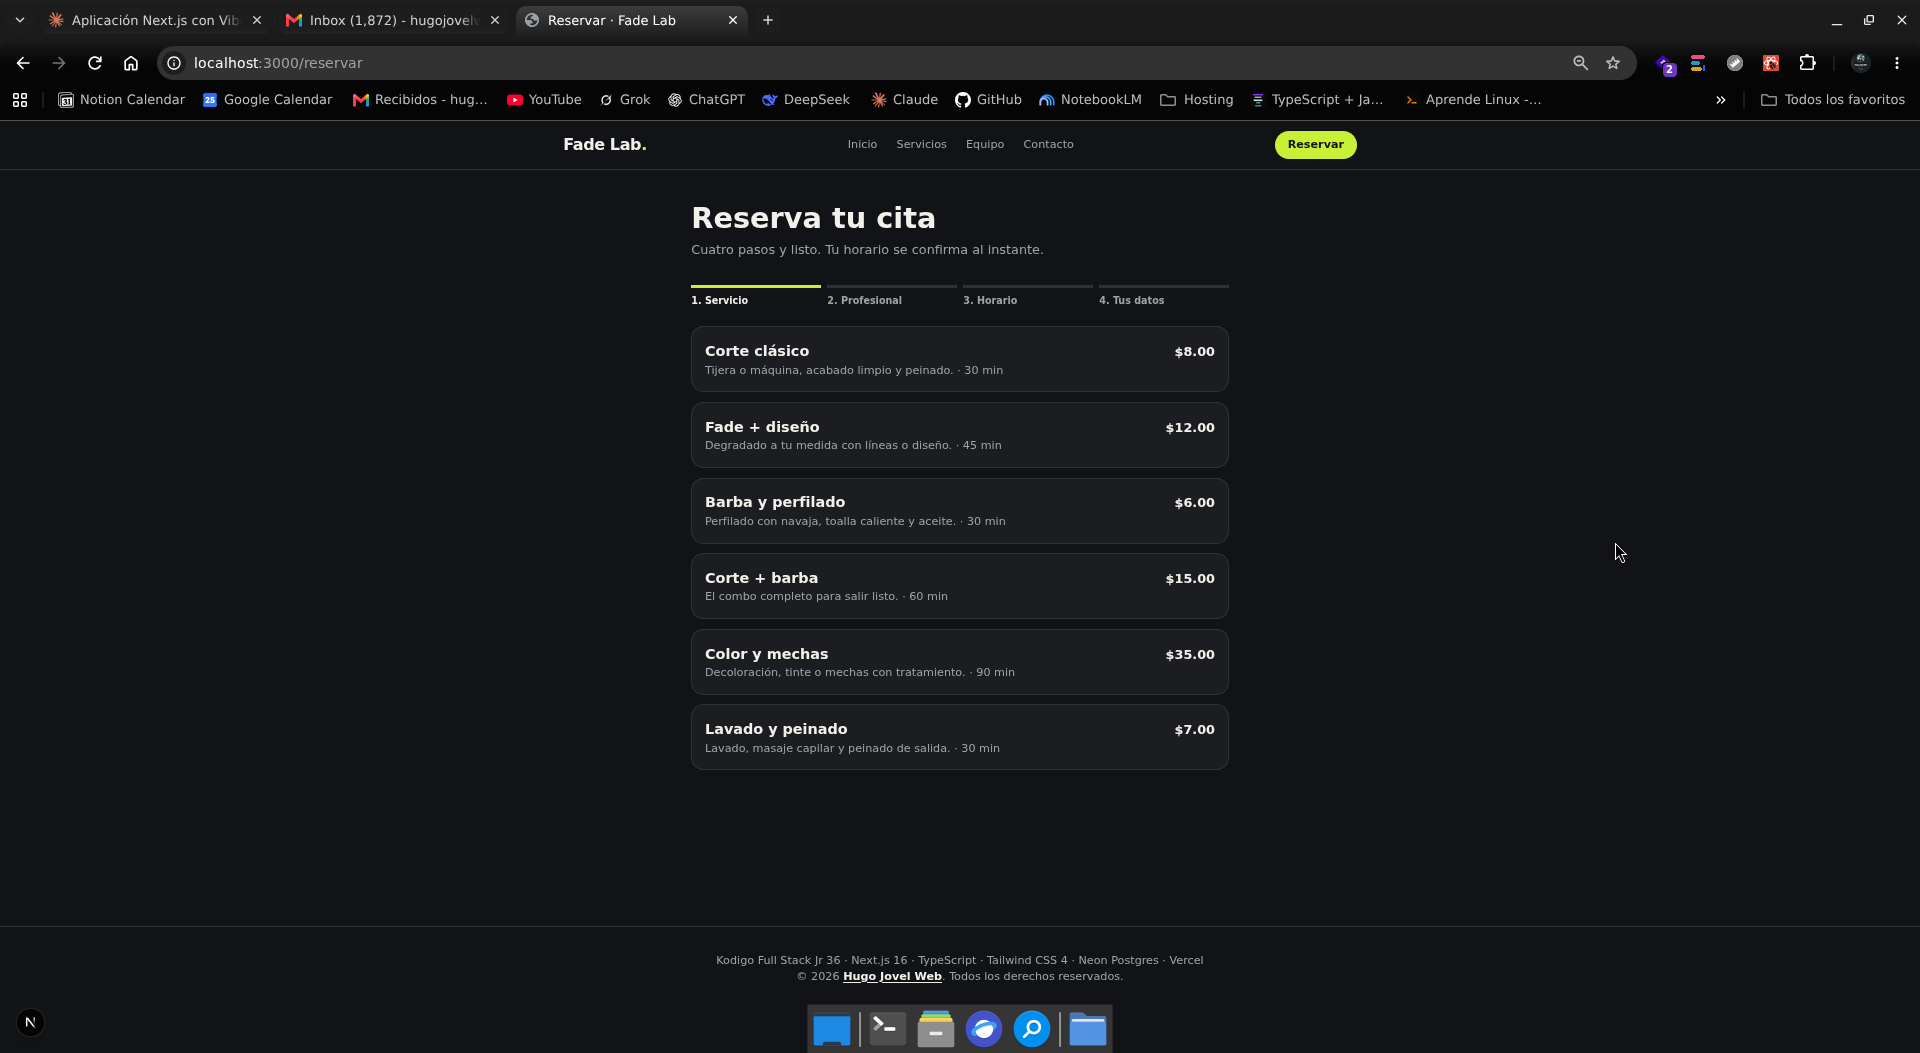 Aplicación Next.js con Vib
Inbox (1,872) - hugojovelw
Reservar · Fade Lab
localhost:3000/reservar
2
31 Notion Calendar
25 Google Calendar
Recibidos - hug...
YouTube
Grok
ChatGPT
DeepSeek
Claude
GitHub
NotebookLM
Hosting
TypeScript + Ja...
Aprende Linux -...
Todos los favoritos
Fade Lab.
Inicio
Servicios
Equipo
Contacto
Reservar
Reserva tu cita
Cuatro pasos y listo. Tu horario se confirma al instante.
1. Servicio
2. Profesional
3. Horario
4. Tus datos
Corte clásico
$8.00
Tijera o máquina, acabado limpio y peinado. · 30 min
Fade + diseño
$12.00
Degradado a tu medida con líneas o diseño. · 45 min
Barba y perfilado
$6.00
Perfilado con navaja, toalla caliente y aceite. · 30 min
Corte + barba
$15.00
El combo completo para salir listo. · 60 min
Color y mechas
$35.00
Decoloración, tinte o mechas con tratamiento. · 90 min
Lavado y peinado
$7.00
Lavado, masaje capilar y peinado de salida. · 30 min
Kodigo Full Stack Jr 36 · Next.js 16 · TypeScript · Tailwind CSS 4 · Neon Postgres · Vercel
© 2026 Hugo Jovel Web. Todos los derechos reservados.
N